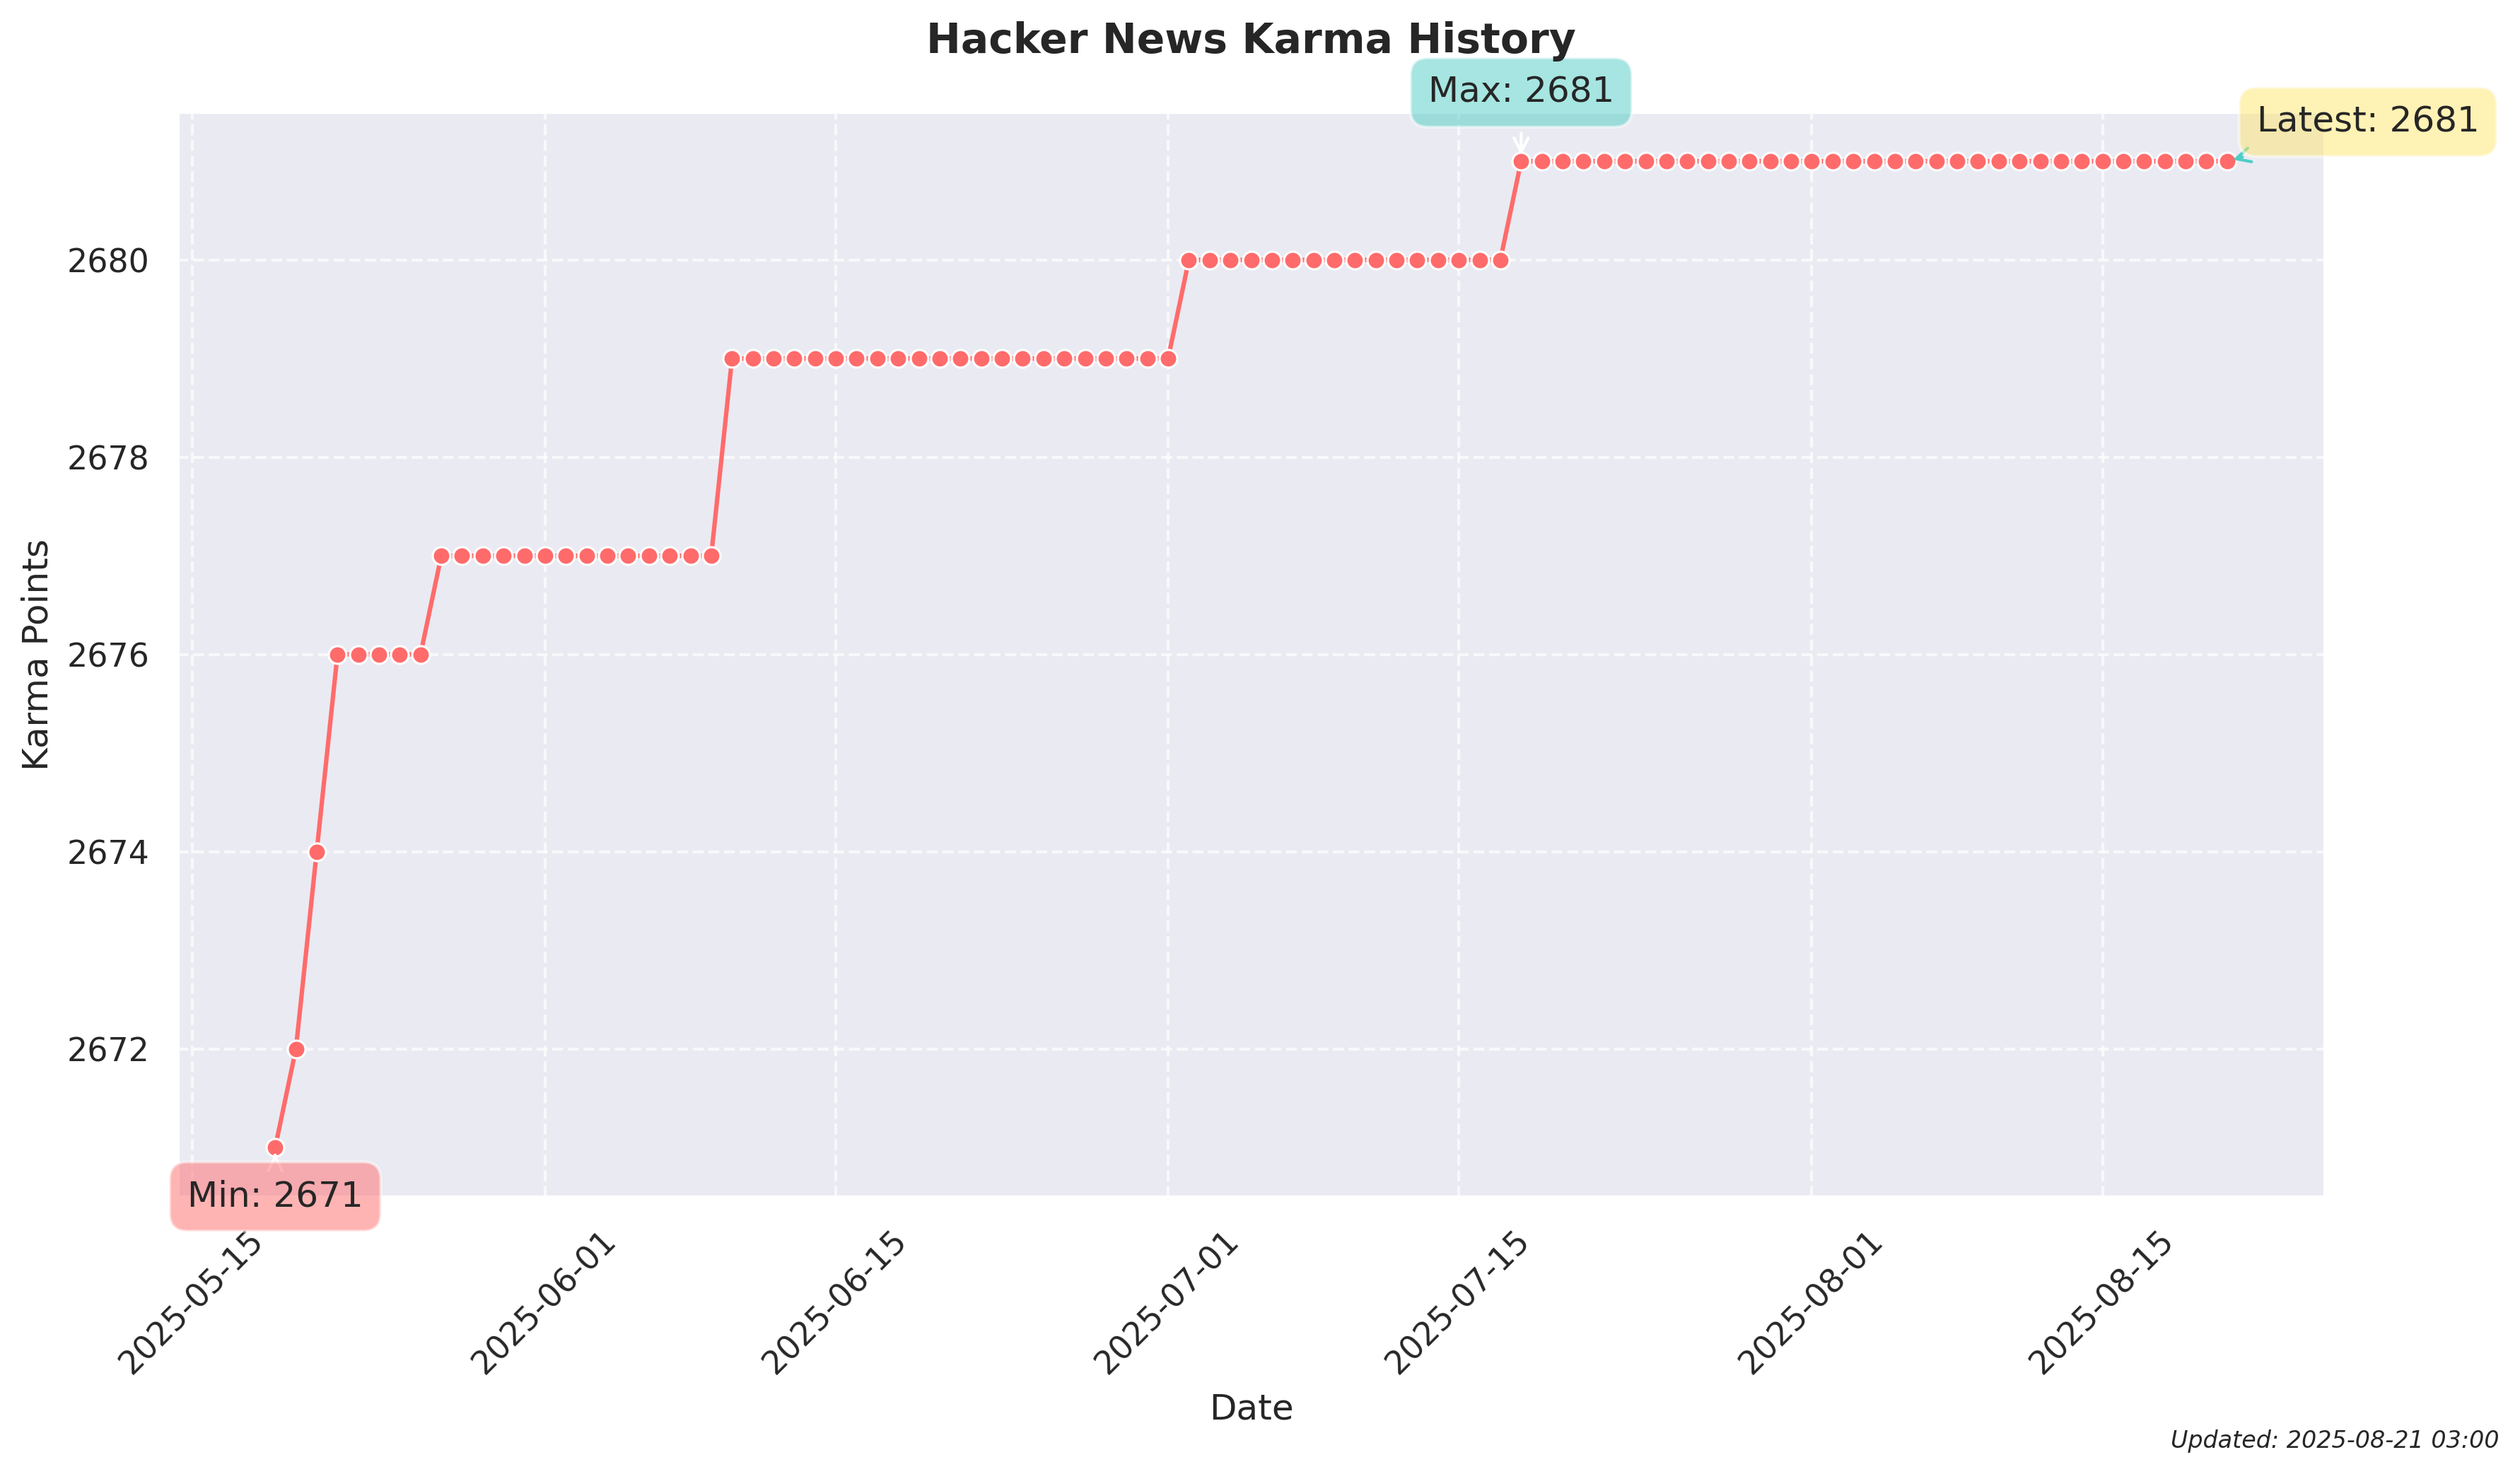 Hacker News Karma History
Max: 2681
Latest: 2681
2680
2678
2676
2674
2672
Karma Points
Min: 2671
2025-05-15
2025-06-01
2025-06-15
2025-07-01
2025-07-15
2025-08-01
2025-08-15
Date
Updated: 2025-08-21 03:00